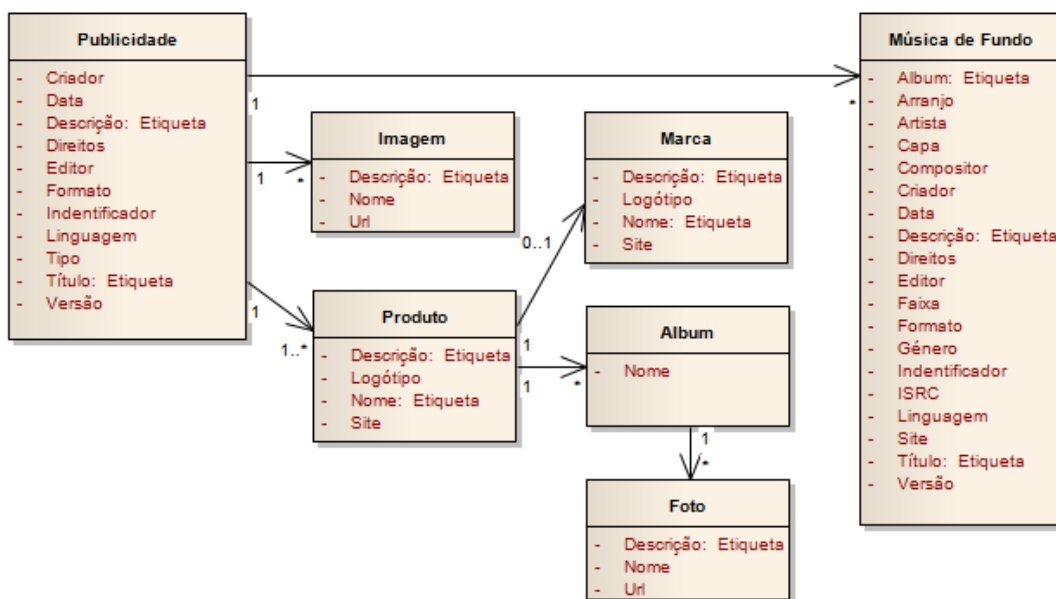 Publicidade
- Criador
- Data
- Descrição: Etiqueta
- Direitos
- Editor
- Formato
- Indentificador
- Linguagem
- Tipo
- Título: Etiqueta
- Versão
1
*
1
*
1
1..*
Imagem
- Descrição: Etiqueta
- Nome
- Url
Produto
- Descrição: Etiqueta
- Logótipo
- Nome: Etiqueta
- Site
1
0..1
1
*
Marca
- Descrição: Etiqueta
- Logótipo
- Nome: Etiqueta
- Site
Album
- Nome
1
*
Foto
- Descrição: Etiqueta
- Nome
- Url
Música de Fundo
- Album: Etiqueta
- Arranjo
- Artista
- Capa
- Compositor
- Criador
- Data
- Descrição: Etiqueta
- Direitos
- Editor
- Faixa
- Formato
- Género
- Indentificador
- ISRC
- Linguagem
- Site
- Título: Etiqueta
- Versão